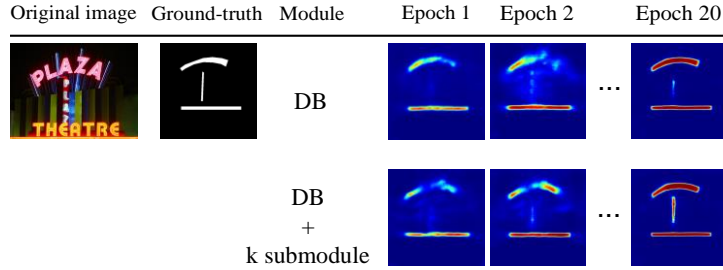 Original image Ground-truth Module Epoch 1 Epoch 2 Epoch 20
PLAZA
PLAZA
THEATRE
DB
...
DB
+
k submodule
...